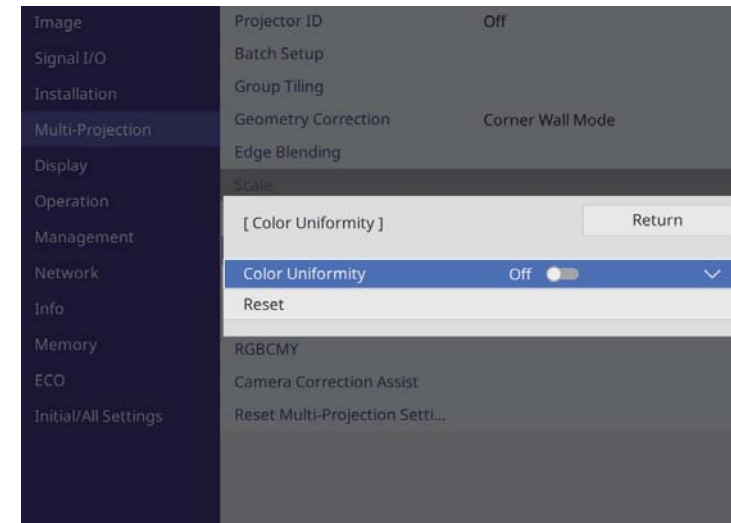 Image
Signal I/O
Installation
Multi-Projection
Display
Operation
Management
Network
Info
Memory
ECO
Initial/All Settings
Projector ID Off
Batch Setup
Group Tiling
Geometry Correction Corner Wall Mode
Edge Blending
Scale
[ Color Uniformity ] Return
Color Uniformity Off
Reset
RGBCMY
Camera Correction Assist
Reset Multi-Projection Setti...